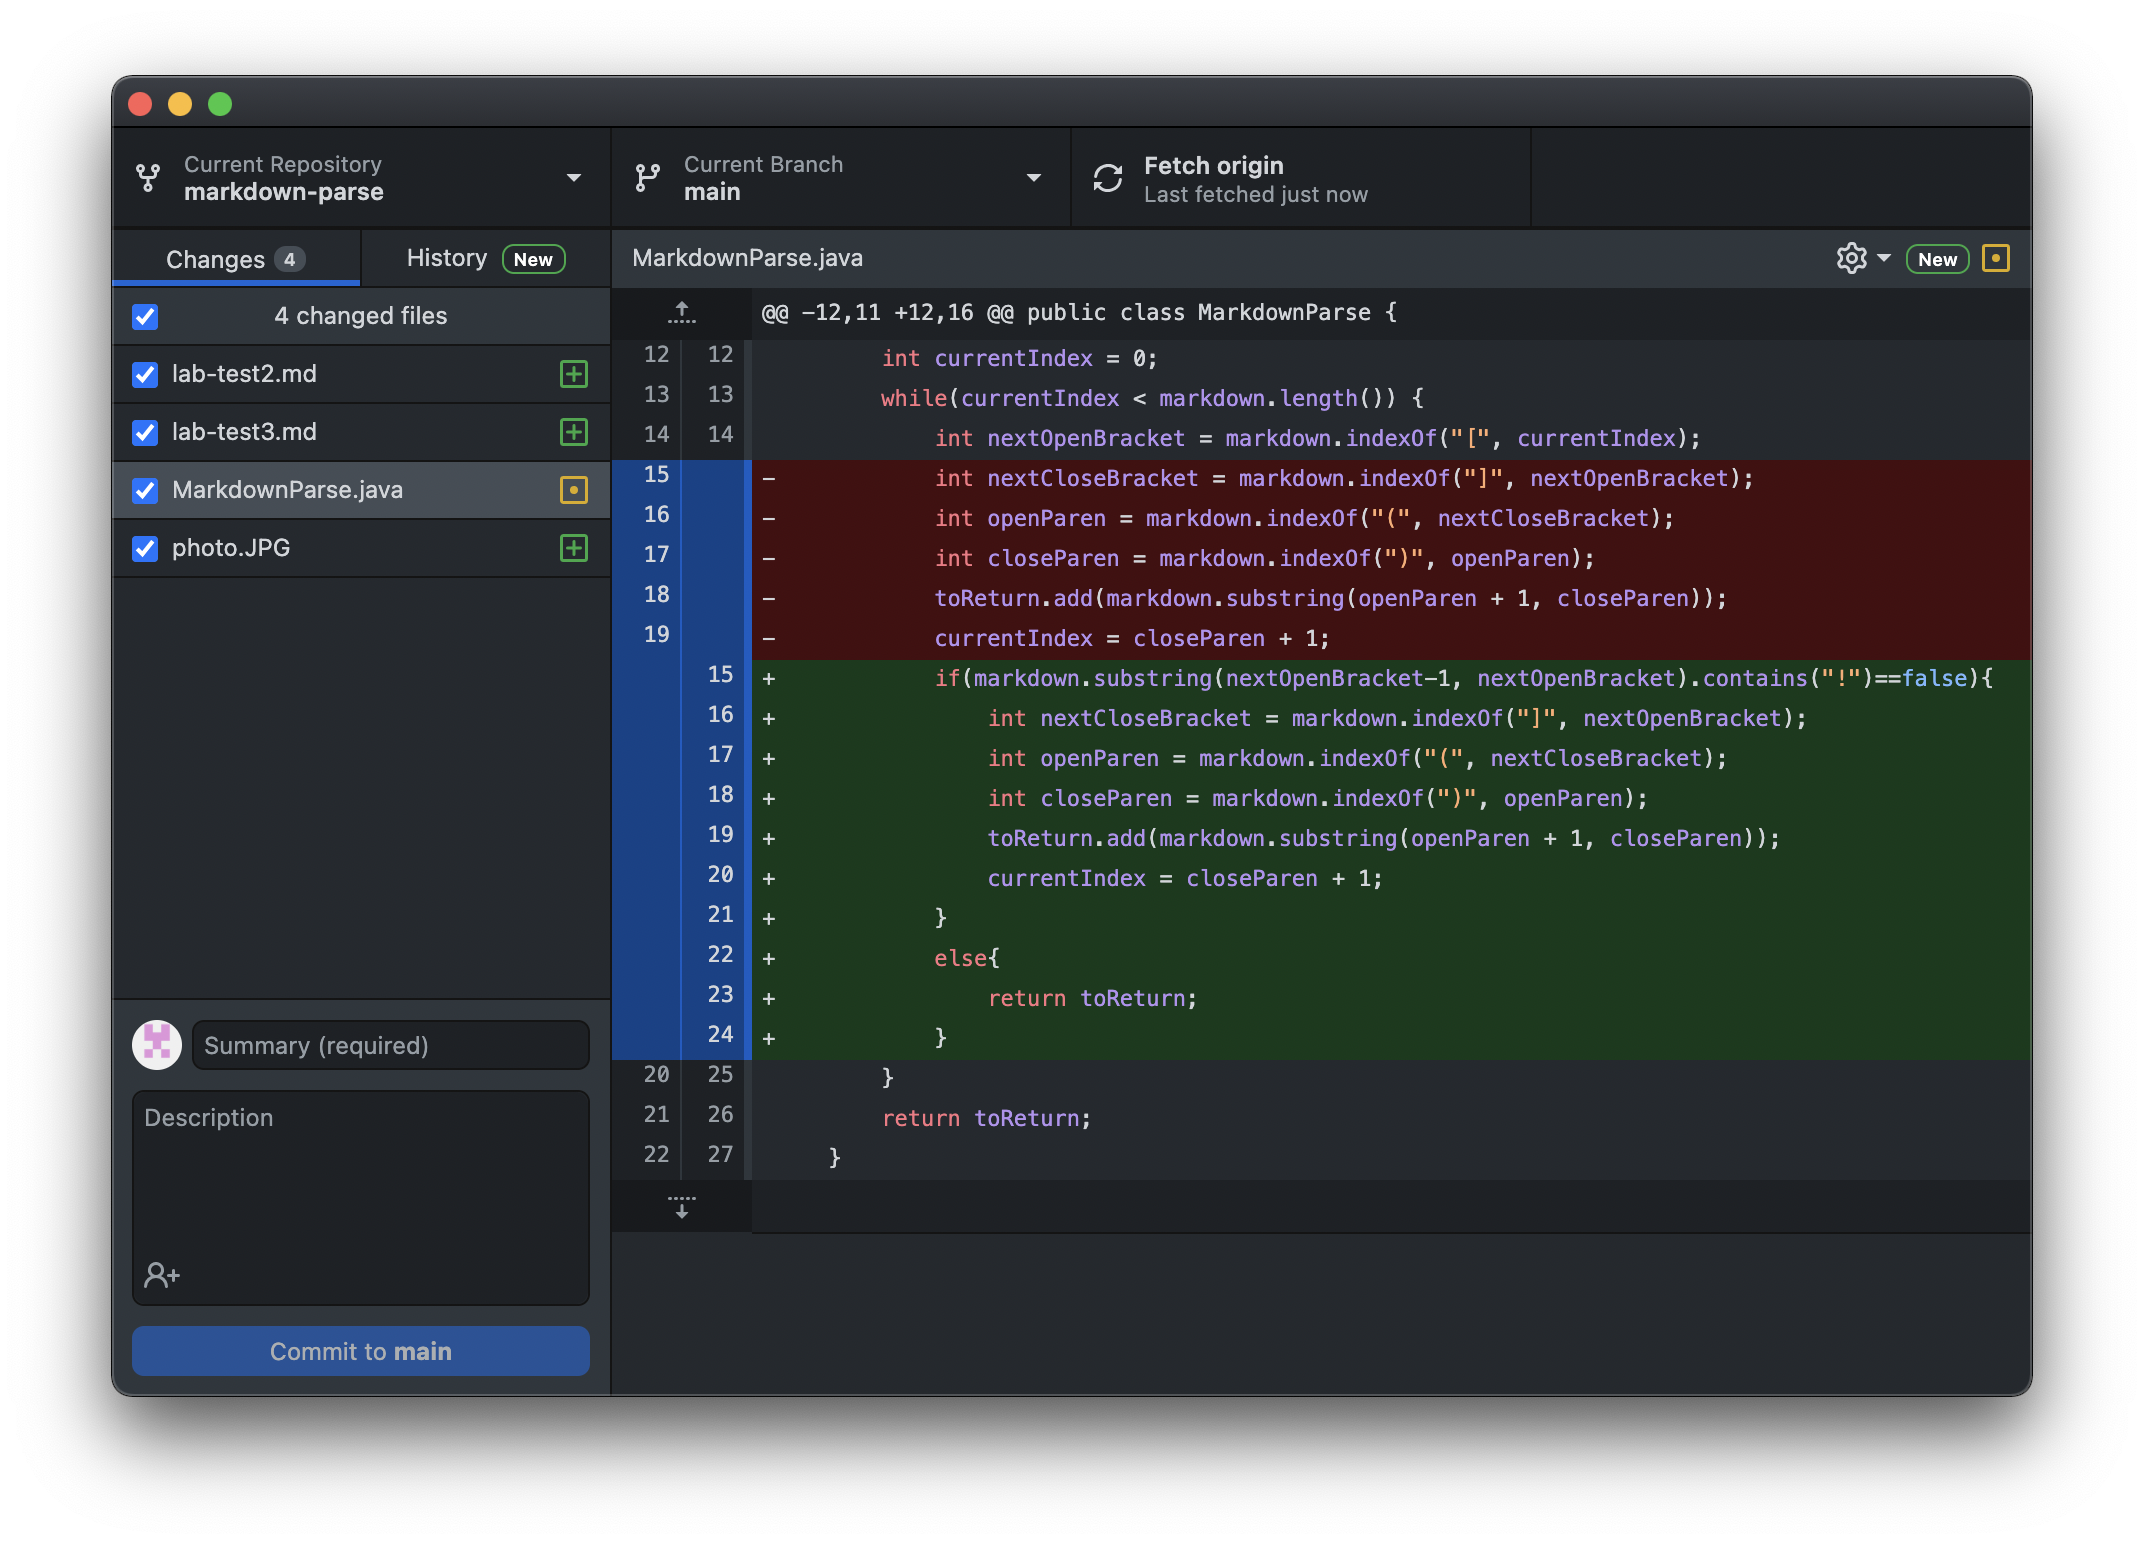 Current Repository
markdown-parse
Current Branch
main
Fetch origin
Last fetched just now
Changes 4
History New
MarkdownParse.java
New
4 changed files
lab-test2.md
lab-test3.md
MarkdownParse.java
photo.JPG
Summary (required)
Description
Commit to main
@@ -12,11 +12,16 @@ public class MarkdownParse {
12 12 int currentIndex = 0;
13 13 while(currentIndex < markdown.length()) {
14 14 int nextOpenBracket = markdown.indexOf("[", currentIndex);
15 - int nextCloseBracket = markdown.indexOf("]", nextOpenBracket);
16 - int openParen = markdown.indexOf("(", nextCloseBracket);
17 - int closeParen = markdown.indexOf(")", openParen);
18 - toReturn.add(markdown.substring(openParen + 1, closeParen));
19 - currentIndex = closeParen + 1;
15 + if(markdown.substring(nextOpenBracket-1, nextOpenBracket).contains("!")==false){
16 + int nextCloseBracket = markdown.indexOf("]", nextOpenBracket);
17 + int openParen = markdown.indexOf("(", nextCloseBracket);
18 + int closeParen = markdown.indexOf(")", openParen);
19 + toReturn.add(markdown.substring(openParen + 1, closeParen));
20 + currentIndex = closeParen + 1;
21 + }
22 + else{
23 + return toReturn;
24 + }
20 25 }
21 26 return toReturn;
22 27 }